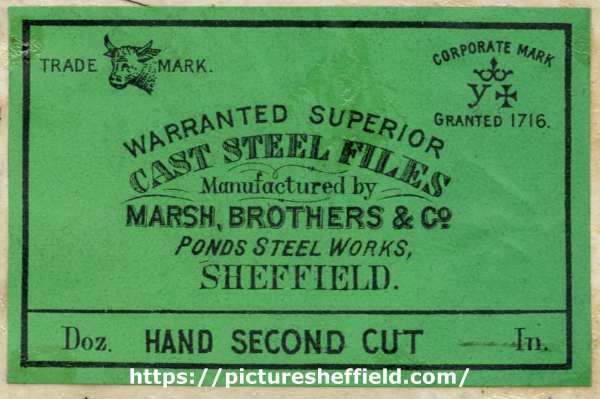 TRADE MARK.
CORPORATE MARK
y
GRANTED 1716.
WARRANTED SUPERIOR
CAST STEEL FILES
Manufactured by
MARSH, BROTHERS & Co
PONDS STEEL WORKS,
SHEFFIELD.
Doz. HAND SECOND CUT In.
https://picturesheffield.com/